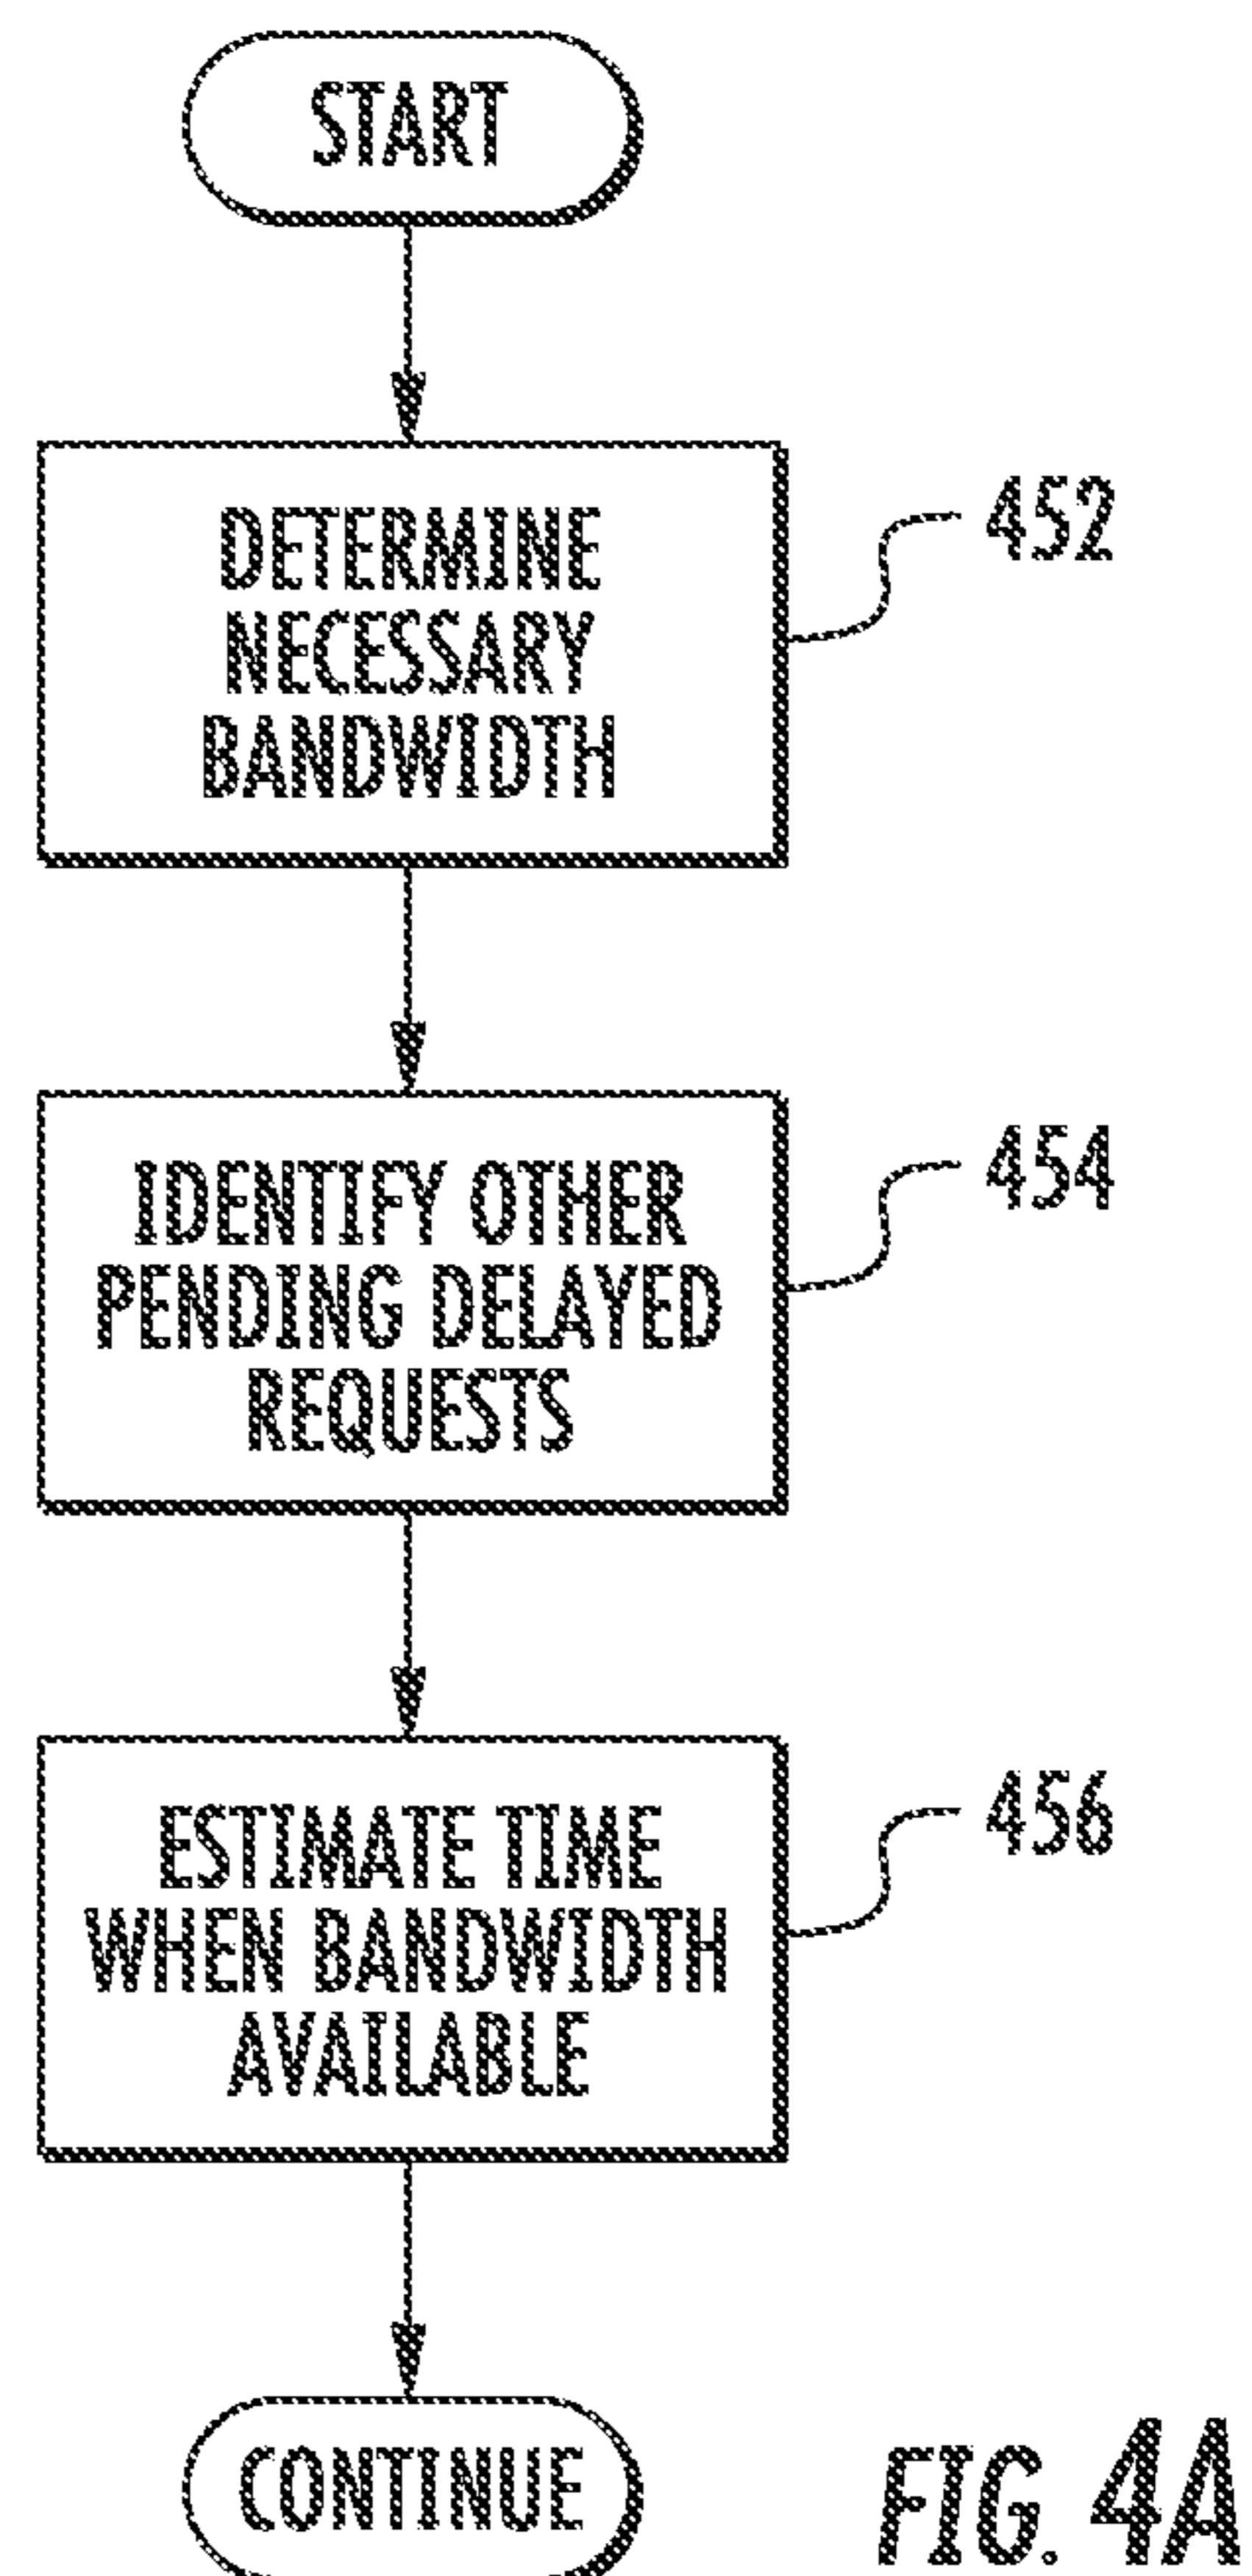 START
DETERMINE
NECESSARY
BANDWIDTH
452
IDENTIFY OTHER
PENDING DELAYED
REQUESTS
454
ESTIMATE TIME
WHEN BANDWIDTH
AVAILABLE
456
CONTINUE
FIG. 4A